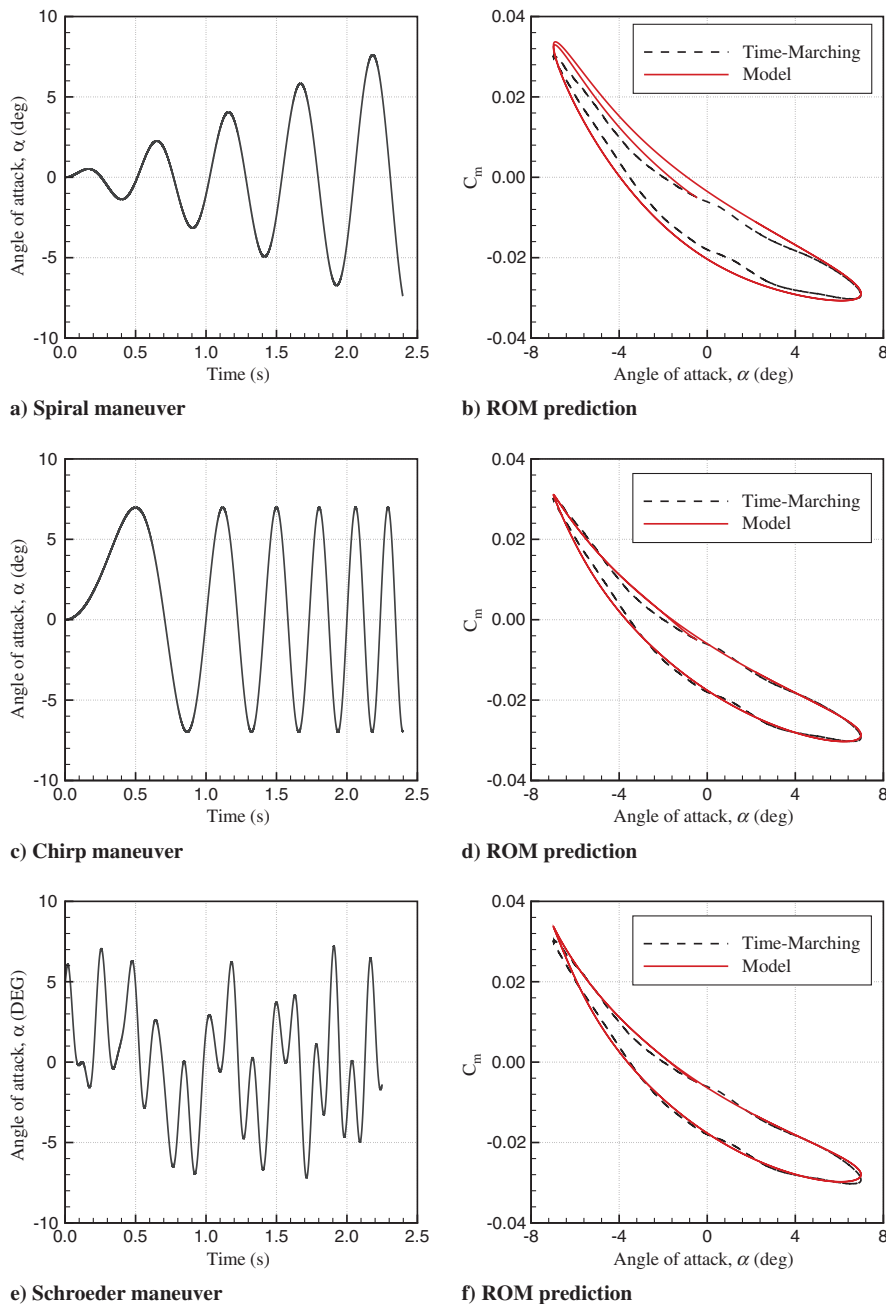 10
5
0
-5
-10
Angle of attack, α (deg)
0.0 0.5 1.0 1.5 2.0 2.5
Time (s)
a) Spiral maneuver
0.04
0.02
0.00
-0.02
-0.04
Cm
Time-Marching
Model
-8 -4 0 4 8
Angle of attack, α (deg)
b) ROM prediction
10
5
0
-5
-10
Angle of attack, α (deg)
0.0 0.5 1.0 1.5 2.0 2.5
Time (s)
c) Chirp maneuver
0.04
0.02
0.00
-0.02
-0.04
Cm
Time-Marching
Model
-8 -4 0 4 8
Angle of attack, α (deg)
d) ROM prediction
10
5
0
-5
-10
Angle of attack, α (DEG)
0.0 0.5 1.0 1.5 2.0 2.5
Time (s)
e) Schroeder maneuver
0.04
0.02
0.00
-0.02
-0.04
Cm
Time-Marching
Model
-8 -4 0 4 8
Angle of attack, α (deg)
f) ROM prediction